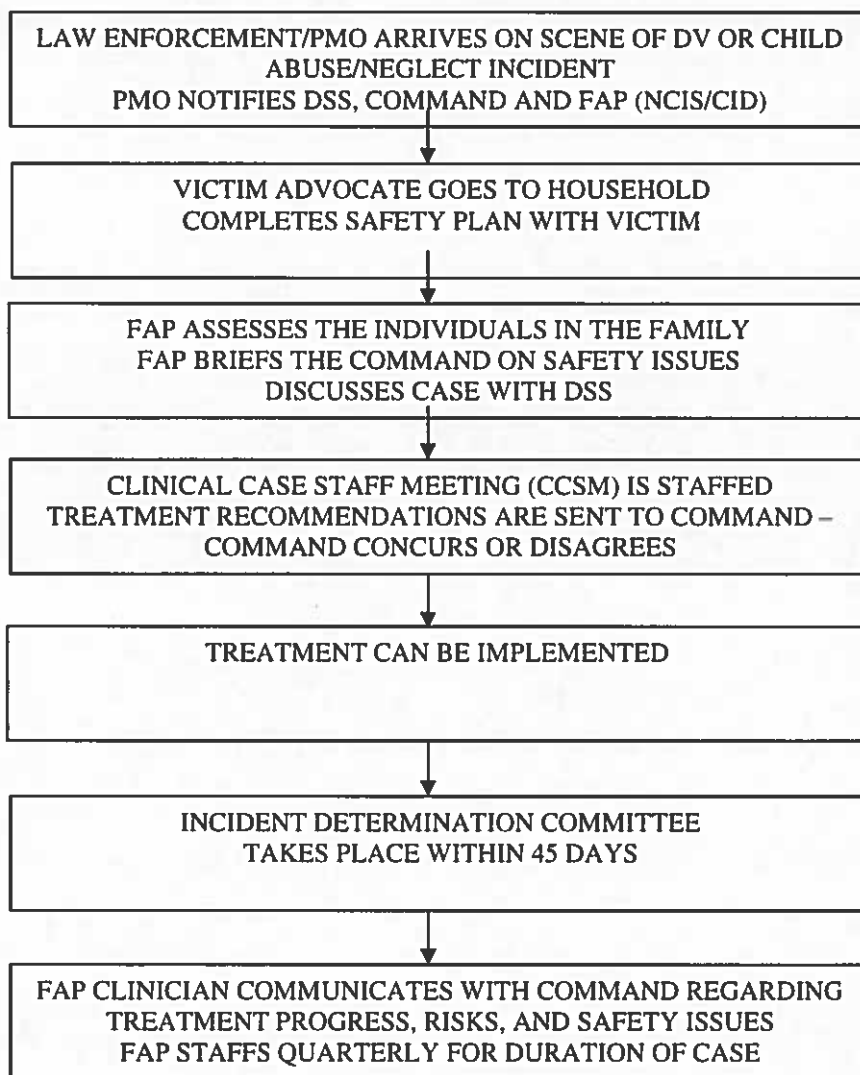 LAW ENFORCEMENT/PMO ARRIVES ON SCENE OF DV OR CHILD
ABUSE/NEGLECT INCIDENT
PMO NOTIFIES DSS, COMMAND AND FAP (NCIS/CID)
VICTIM ADVOCATE GOES TO HOUSEHOLD
COMPLETES SAFETY PLAN WITH VICTIM
FAP ASSESSES THE INDIVIDUALS IN THE FAMILY
FAP BRIEFS THE COMMAND ON SAFETY ISSUES
DISCUSSES CASE WITH DSS
CLINICAL CASE STAFF MEETING (CCSM) IS STAFFED
TREATMENT RECOMMENDATIONS ARE SENT TO COMMAND –
COMMAND CONCURS OR DISAGREES
TREATMENT CAN BE IMPLEMENTED
INCIDENT DETERMINATION COMMITTEE
TAKES PLACE WITHIN 45 DAYS
FAP CLINICIAN COMMUNICATES WITH COMMAND REGARDING
TREATMENT PROGRESS, RISKS, AND SAFETY ISSUES
FAP STAFFS QUARTERLY FOR DURATION OF CASE